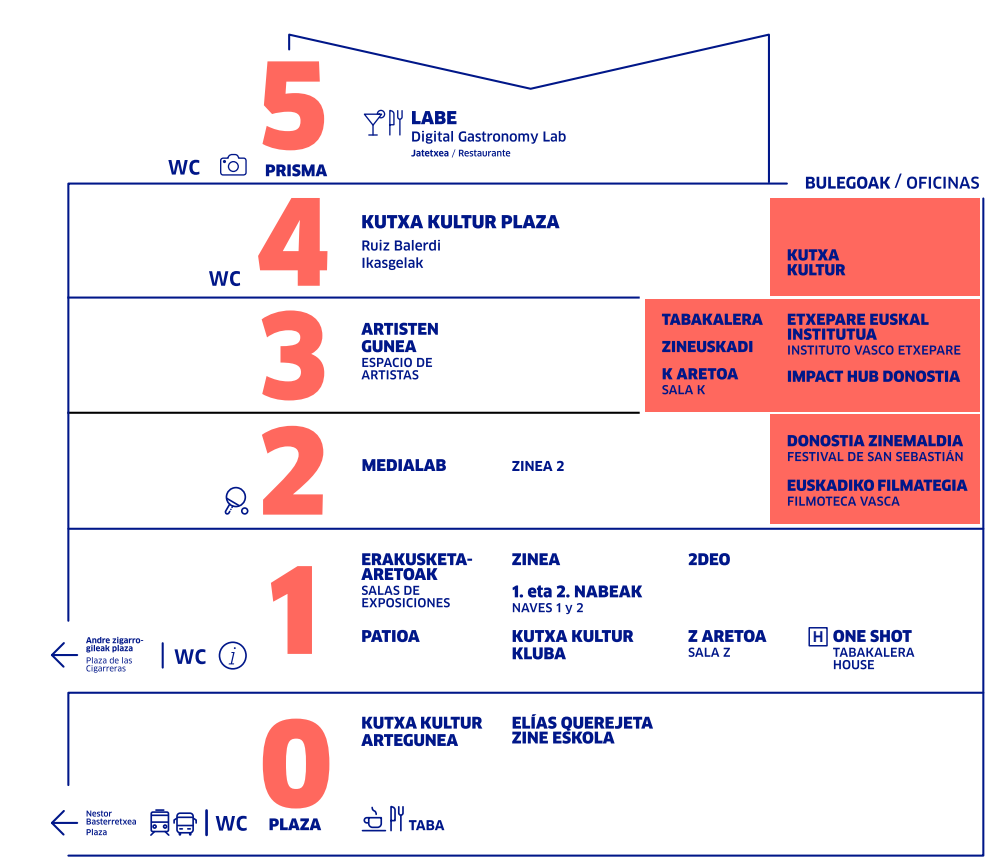 5
LABE
Digital Gastronomy Lab
Jatetxea / Restaurante
WC
PRISMA
BULEGOAK / OFICINAS
4
KUTXA KULTUR PLAZA
Ruiz Balerdi
Ikasgelak
WC
KUTXA
KULTUR
3
ARTISTEN
GUNEA
ESPACIO DE
ARTISTAS
TABAKALERA
ZINEUSKADI
K ARETOA
SALA K
ETXEPARE EUSKAL
INSTITUTUA
INSTITUTO VASCO ETXEPARE
IMPACT HUB DONOSTIA
2
MEDIALAB
ZINEA 2
DONOSTIA ZINEMALDIA
FESTIVAL DE SAN SEBASTIÁN
EUSKADIKO FILMATEGIA
FILMOTECA VASCA
1
ERAKUSKETA-
ARETOAK
SALAS DE
EXPOSICIONES
ZINEA
2DEO
1. eta 2. NABEAK
NAVES 1 y 2
PATIOA
KUTXA KULTUR
KLUBA
Z ARETOA
SALA Z
H ONE SHOT
TABAKALERA
HOUSE
Andre zigarro-
gileak plaza
Plaza de las
Cigarreras
WC
i
0
KUTXA KULTUR
ARTEGUNEA
ELÍAS QUEREJETA
ZINE ESKOLA
Nestor
Basterretxea
Plaza
WC
PLAZA
TABA